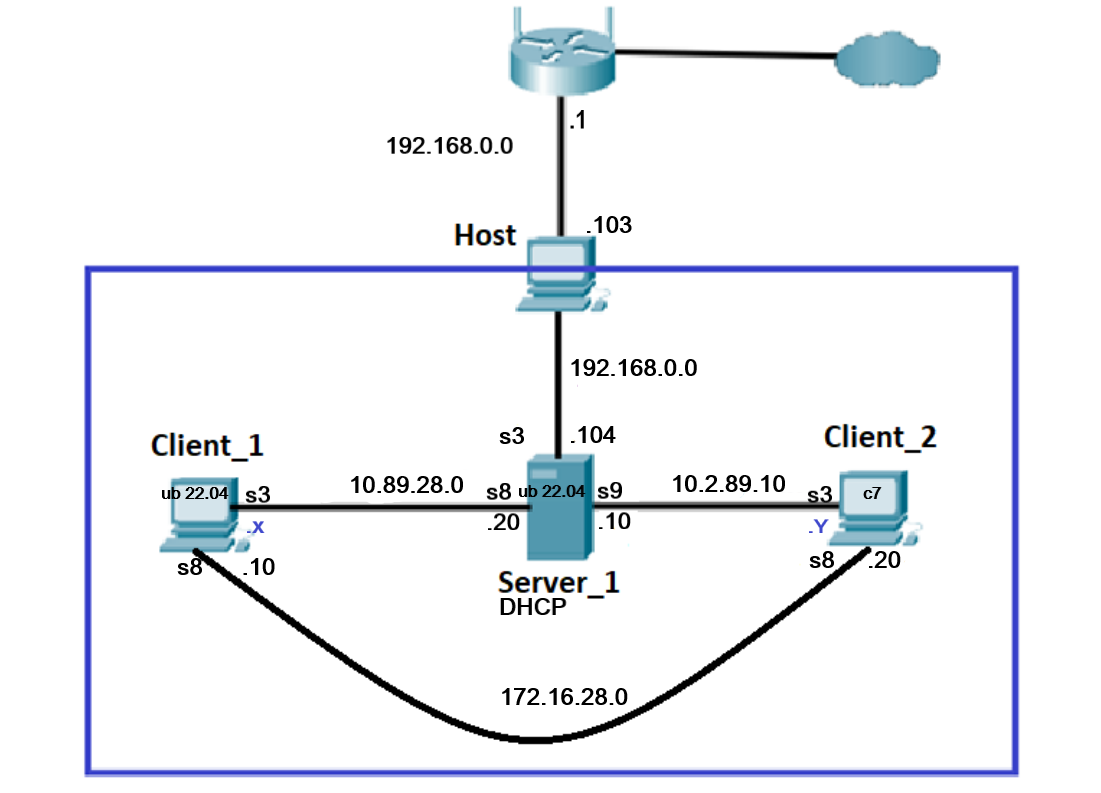 .1
192.168.0.0
.103
Host
192.168.0.0
s3 .104
Client_1
Client_2
ub 22.04 s3
10.89.28.0
s8 ub 22.04 s9
10.2.89.10
s3 c7
.x
.20
.10
.Y
s8 .10
s8 .20
Server_1
DHCP
172.16.28.0